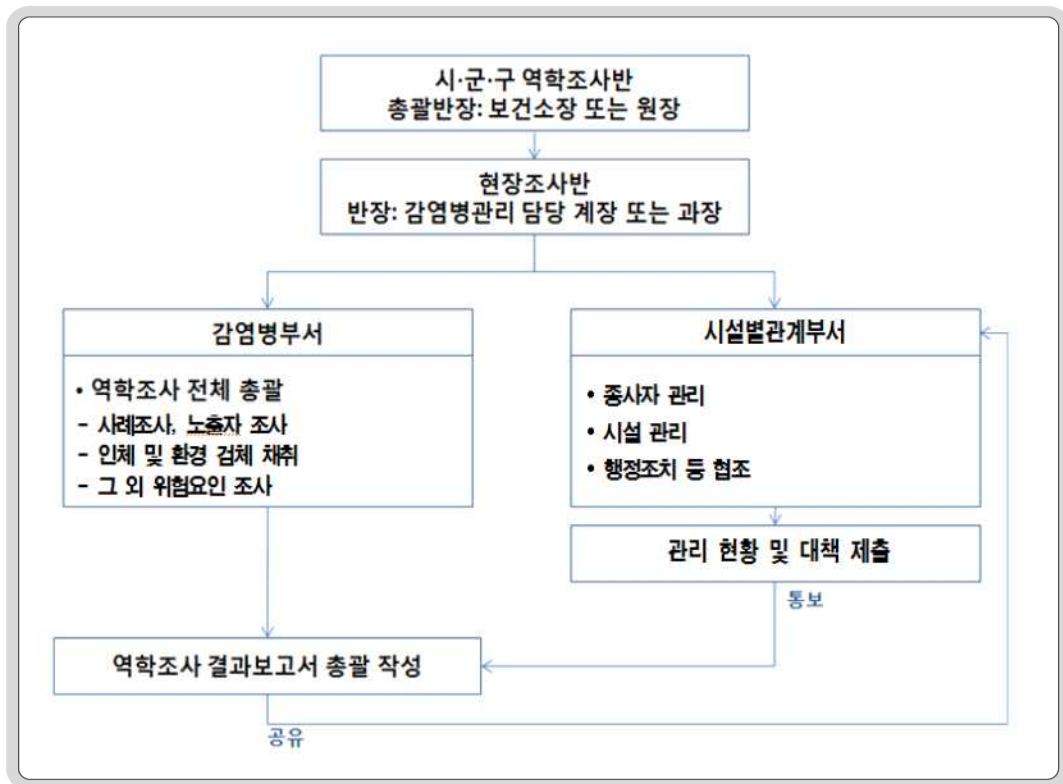 시·군·구 역학조사반
총괄반장: 보건소장 또는 원장
현장조사반
반장: 감염병관리 담당 계장 또는 과장
감염병부서
• 역학조사 전체 총괄
- 사례조사, 노출자 조사
- 인체 및 환경 검체 채취
- 그 외 위험요인 조사
시설별관계부서
• 종사자 관리
• 시설 관리
• 행정조치 등 협조
관리 현황 및 대책 제출
통보
역학조사 결과보고서 총괄 작성
공유